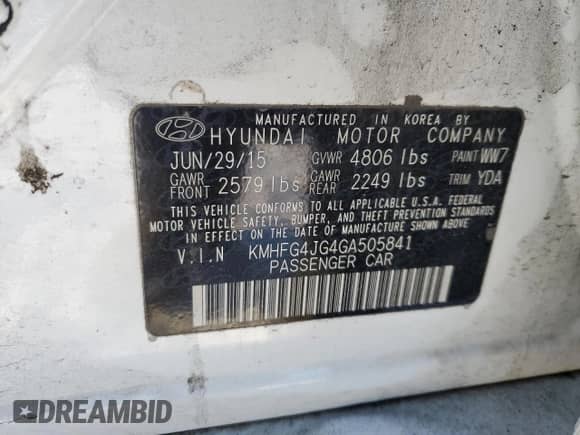 MANUFACTURED IN KOREA BY
HYUNDAI MOTOR COMPANY
JUN/29/15 GVWR 4806 lbs PAINT WW7
GAWR FRONT 2579 lbs GAWR REAR 2249 lbs TRIM YDA
THIS VEHICLE CONFORMS TO ALL APPLICABLE U.S.A. FEDERAL
MOTOR VEHICLE SAFETY, BUMPER, AND THEFT PREVENTION STANDARDS
IN EFFECT ON THE DATE OF MANUFACTURE SHOWN ABOVE.
V.I.N KMHFG4JG4GA505841
PASSENGER CAR
DREAMBID